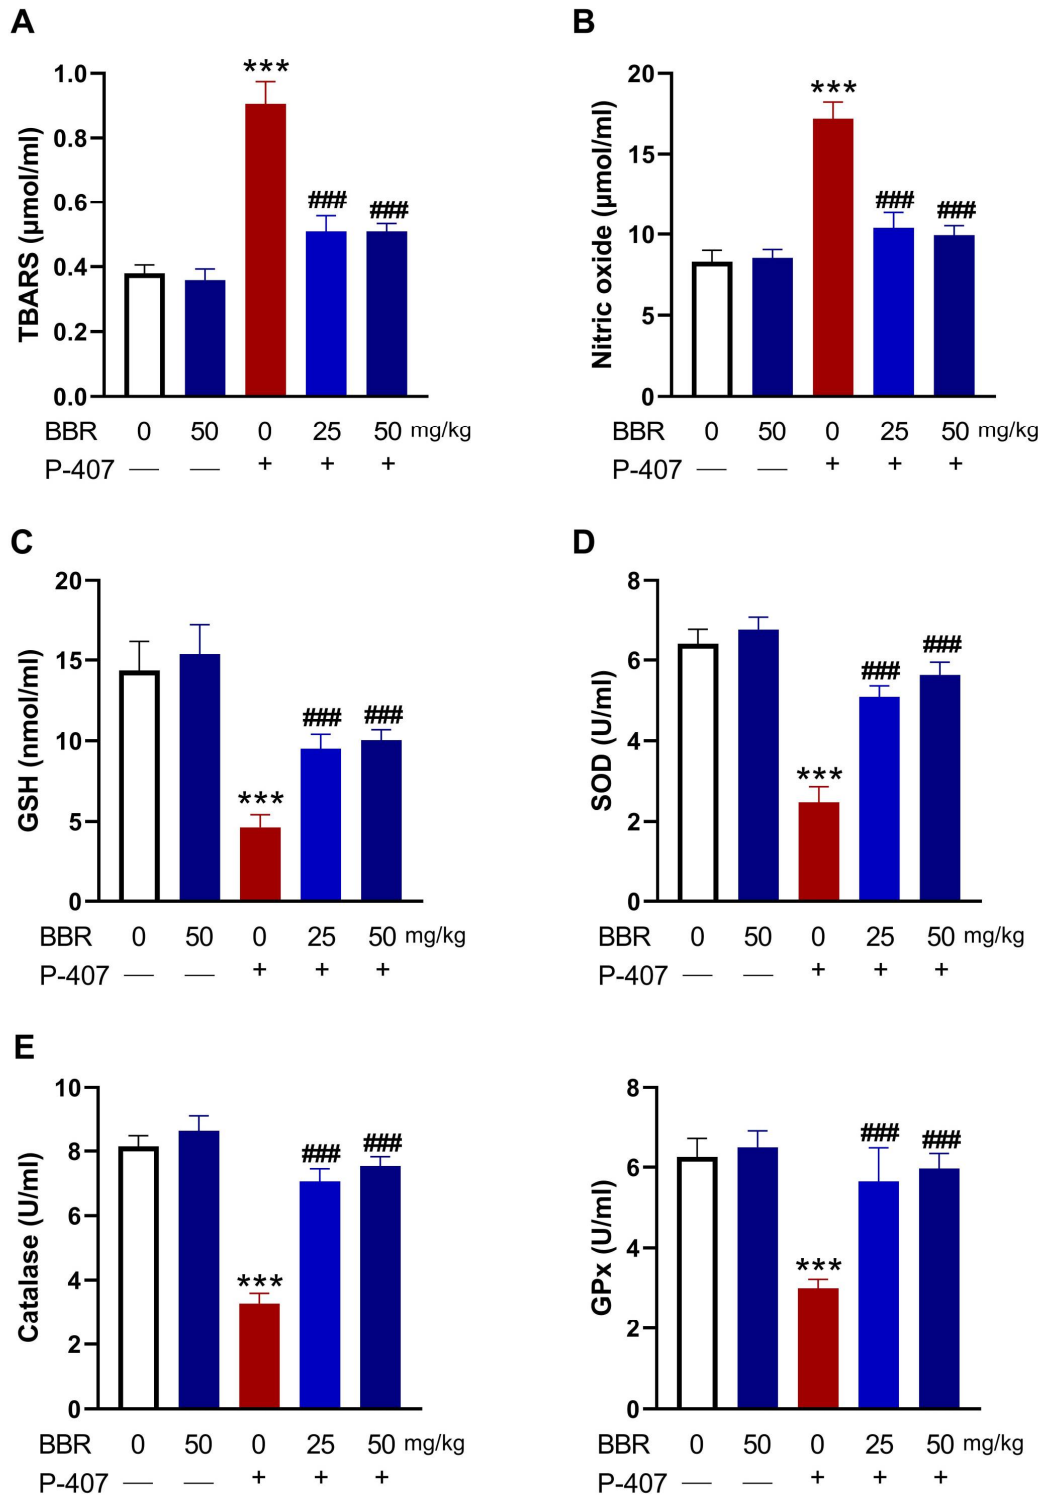 A
TBARS (µmol/ml)
1.0
0.8
0.6
0.4
0.2
0.0
***
###
###
BBR 0 50 0 25 50 mg/kg
P-407 — — + + +
B
Nitric oxide (µmol/ml)
20
15
10
5
0
***
###
###
BBR 0 50 0 25 50 mg/kg
P-407 — — + + +
C
GSH (nmol/ml)
20
15
10
5
0
***
###
###
BBR 0 50 0 25 50 mg/kg
P-407 — — + + +
D
SOD (U/ml)
8
6
4
2
0
***
###
###
BBR 0 50 0 25 50 mg/kg
P-407 — — + + +
E
Catalase (U/ml)
10
8
6
4
2
0
***
###
###
BBR 0 50 0 25 50 mg/kg
P-407 — — + + +
GPx (U/ml)
8
6
4
2
0
***
###
###
BBR 0 50 0 25 50 mg/kg
P-407 — — + + +